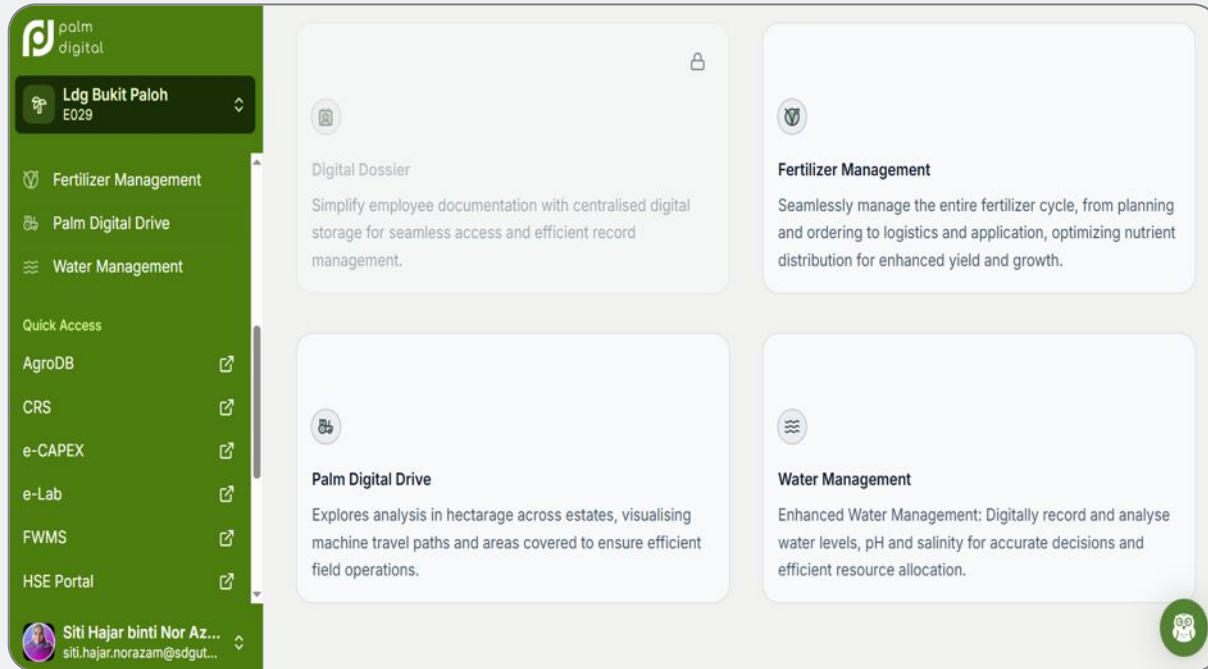 palm
digital
Ldg Bukit Paloh
E029
Fertilizer Management
Palm Digital Drive
Water Management
Quick Access
AgroDB
CRS
e-CAPEX
e-Lab
FWMS
HSE Portal
Siti Hajar binti Nor Az...
siti.hajar.norazam@sdgut...
Digital Dossier
Simplify employee documentation with centralised digital
storage for seamless access and efficient record
management.
Fertilizer Management
Seamlessly manage the entire fertilizer cycle, from planning
and ordering to logistics and application, optimizing nutrient
distribution for enhanced yield and growth.
Palm Digital Drive
Explores analysis in hectarage across estates, visualising
machine travel paths and areas covered to ensure efficient
field operations.
Water Management
Enhanced Water Management: Digitally record and analyse
water levels, pH and salinity for accurate decisions and
efficient resource allocation.